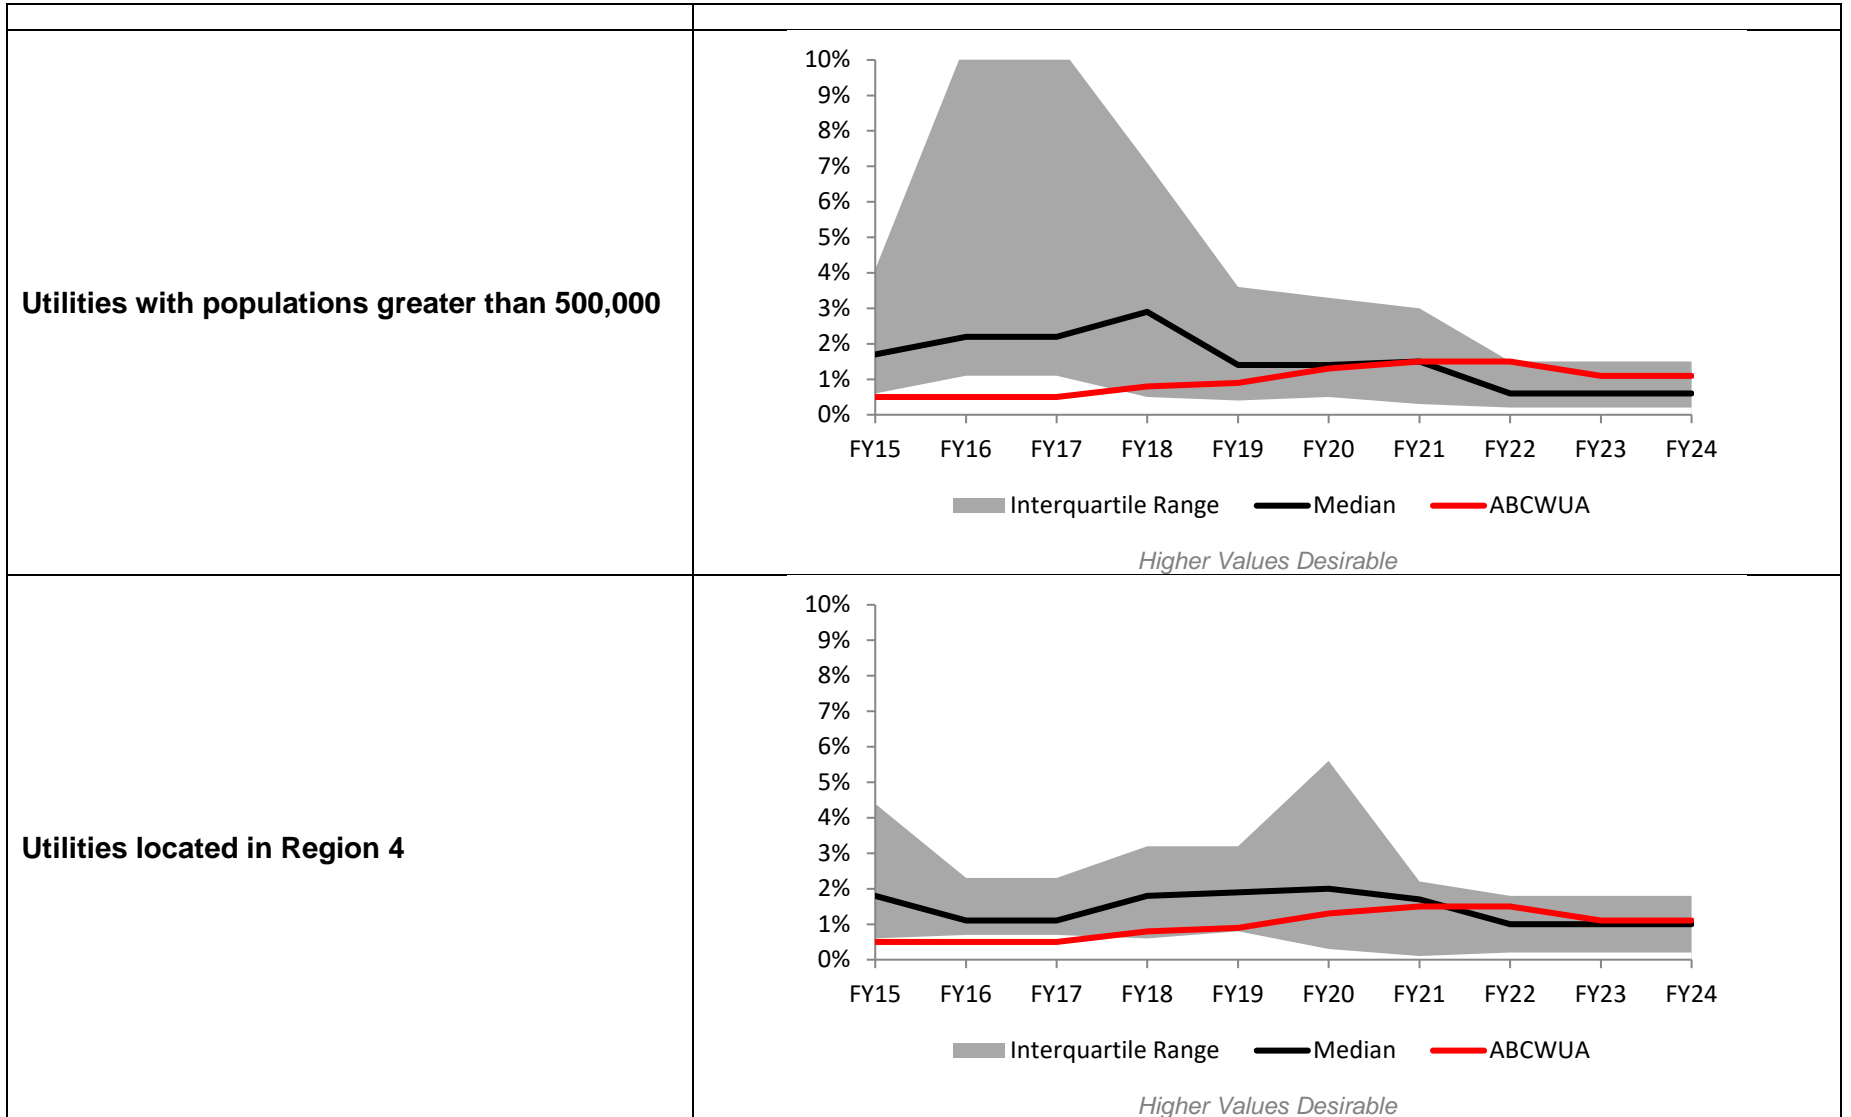 Utilities with populations greater than 500,000
10%
9%
8%
7%
6%
5%
4%
3%
2%
1%
0%
FY15 FY16 FY17 FY18 FY19 FY20 FY21 FY22 FY23 FY24
Interquartile Range Median ABCWUA
Higher Values Desirable
Utilities located in Region 4
10%
9%
8%
7%
6%
5%
4%
3%
2%
1%
0%
FY15 FY16 FY17 FY18 FY19 FY20 FY21 FY22 FY23 FY24
Interquartile Range Median ABCWUA
Higher Values Desirable